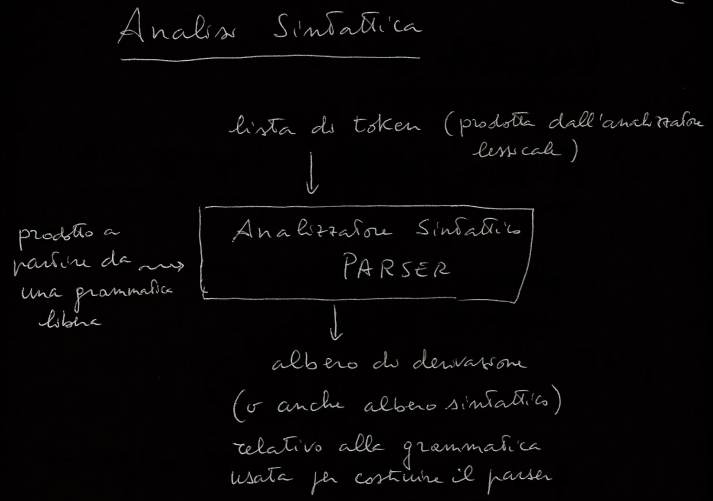 Analisi Sintattica
lista di token (prodotta dall'analizzatore
lessicale)
Analizzatore Sintattico
PARSER
prodotto a
partire da
una grammatica
libera
albero di derivazione
(o anche albero sintattico)
relativo alla grammatica
usata per costruire il parser